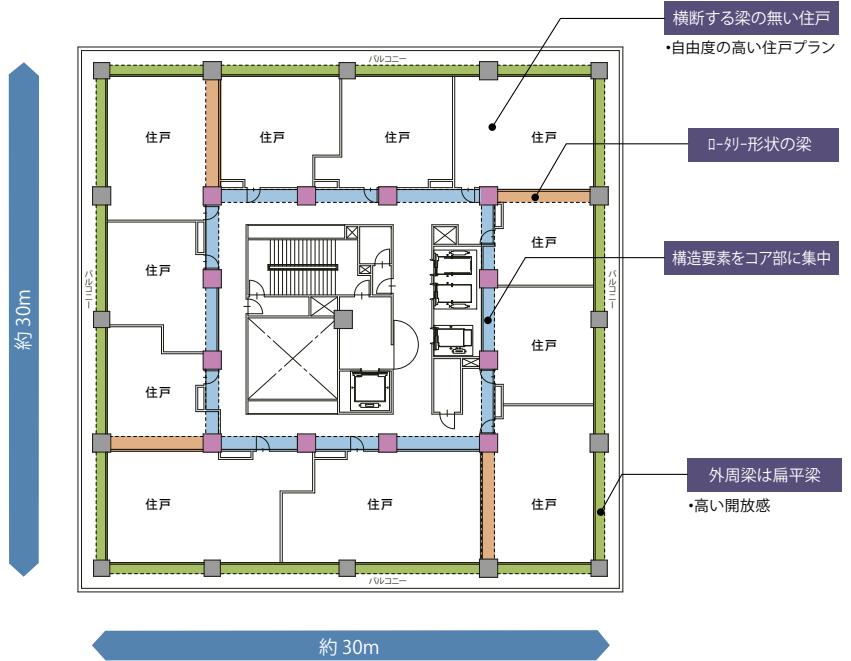 横断する梁の無い住戸
•自由度の高い住戸プラン
バルコニー
住戸
住戸
住戸
住戸
ロータリー形状の梁
住戸
住戸
構造要素をコア部に集中
バルコニー
バルコニー
約 30m
住戸
住戸
外周梁は扁平梁
•高い開放感
住戸
住戸
住戸
バルコニー
約 30m